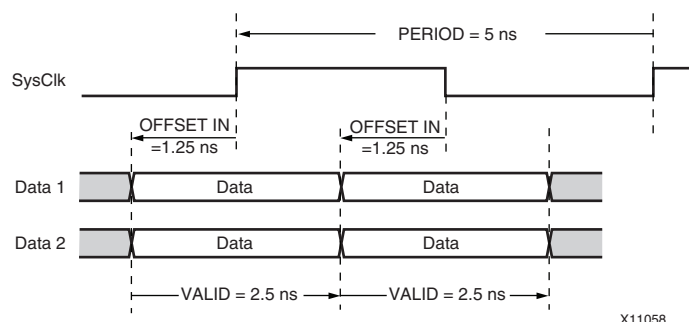 PERIOD = 5 ns
SysClk
OFFSET IN
=1.25 ns
OFFSET IN
=1.25 ns
Data 1
Data
Data
Data 2
Data
Data
VALID = 2.5 ns
VALID = 2.5 ns
X11058